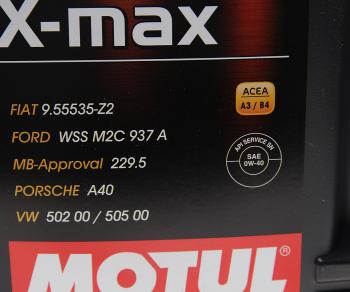 X-max
ACEA
A3 / B4
FIAT 9.55535-Z2
FORD WSS M2C 937 A
MB-Approval 229.5
PORSCHE A40
VW 502 00 / 505 00
API SERVICE SN
SAE
0W-40
MOTUL®